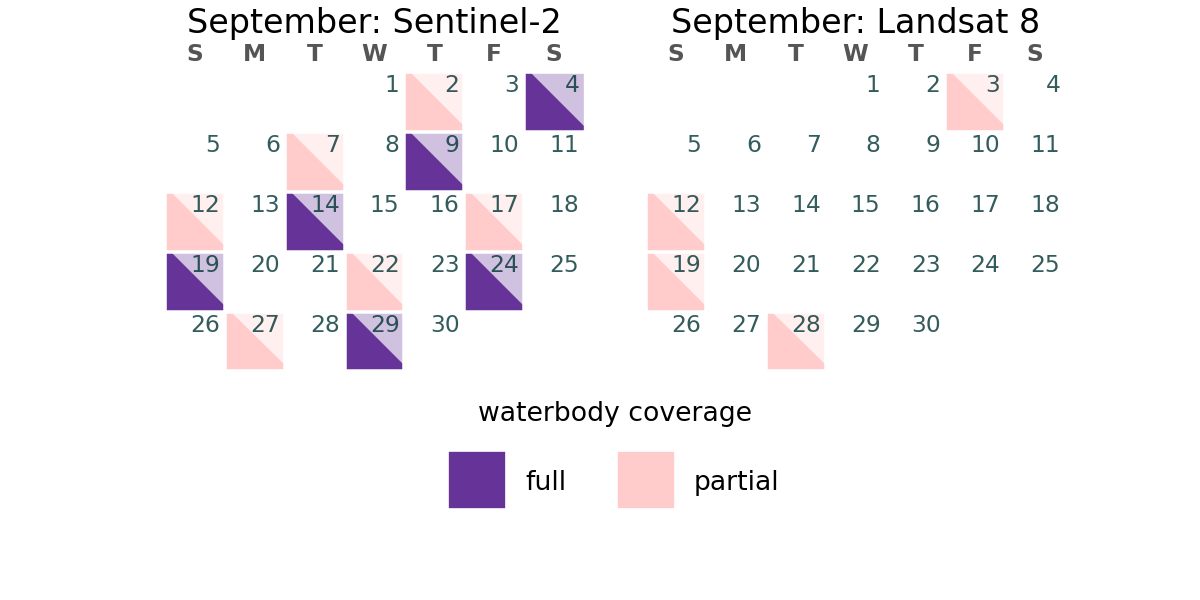 September: Sentinel-2
S M T W T F S
1 2 3 4
5 6 7 8 9 10 11
12 13 14 15 16 17 18
19 20 21 22 23 24 25
26 27 28 29 30
September: Landsat 8
S M T W T F S
1 2 3 4
5 6 7 8 9 10 11
12 13 14 15 16 17 18
19 20 21 22 23 24 25
26 27 28 29 30
waterbody coverage
full partial